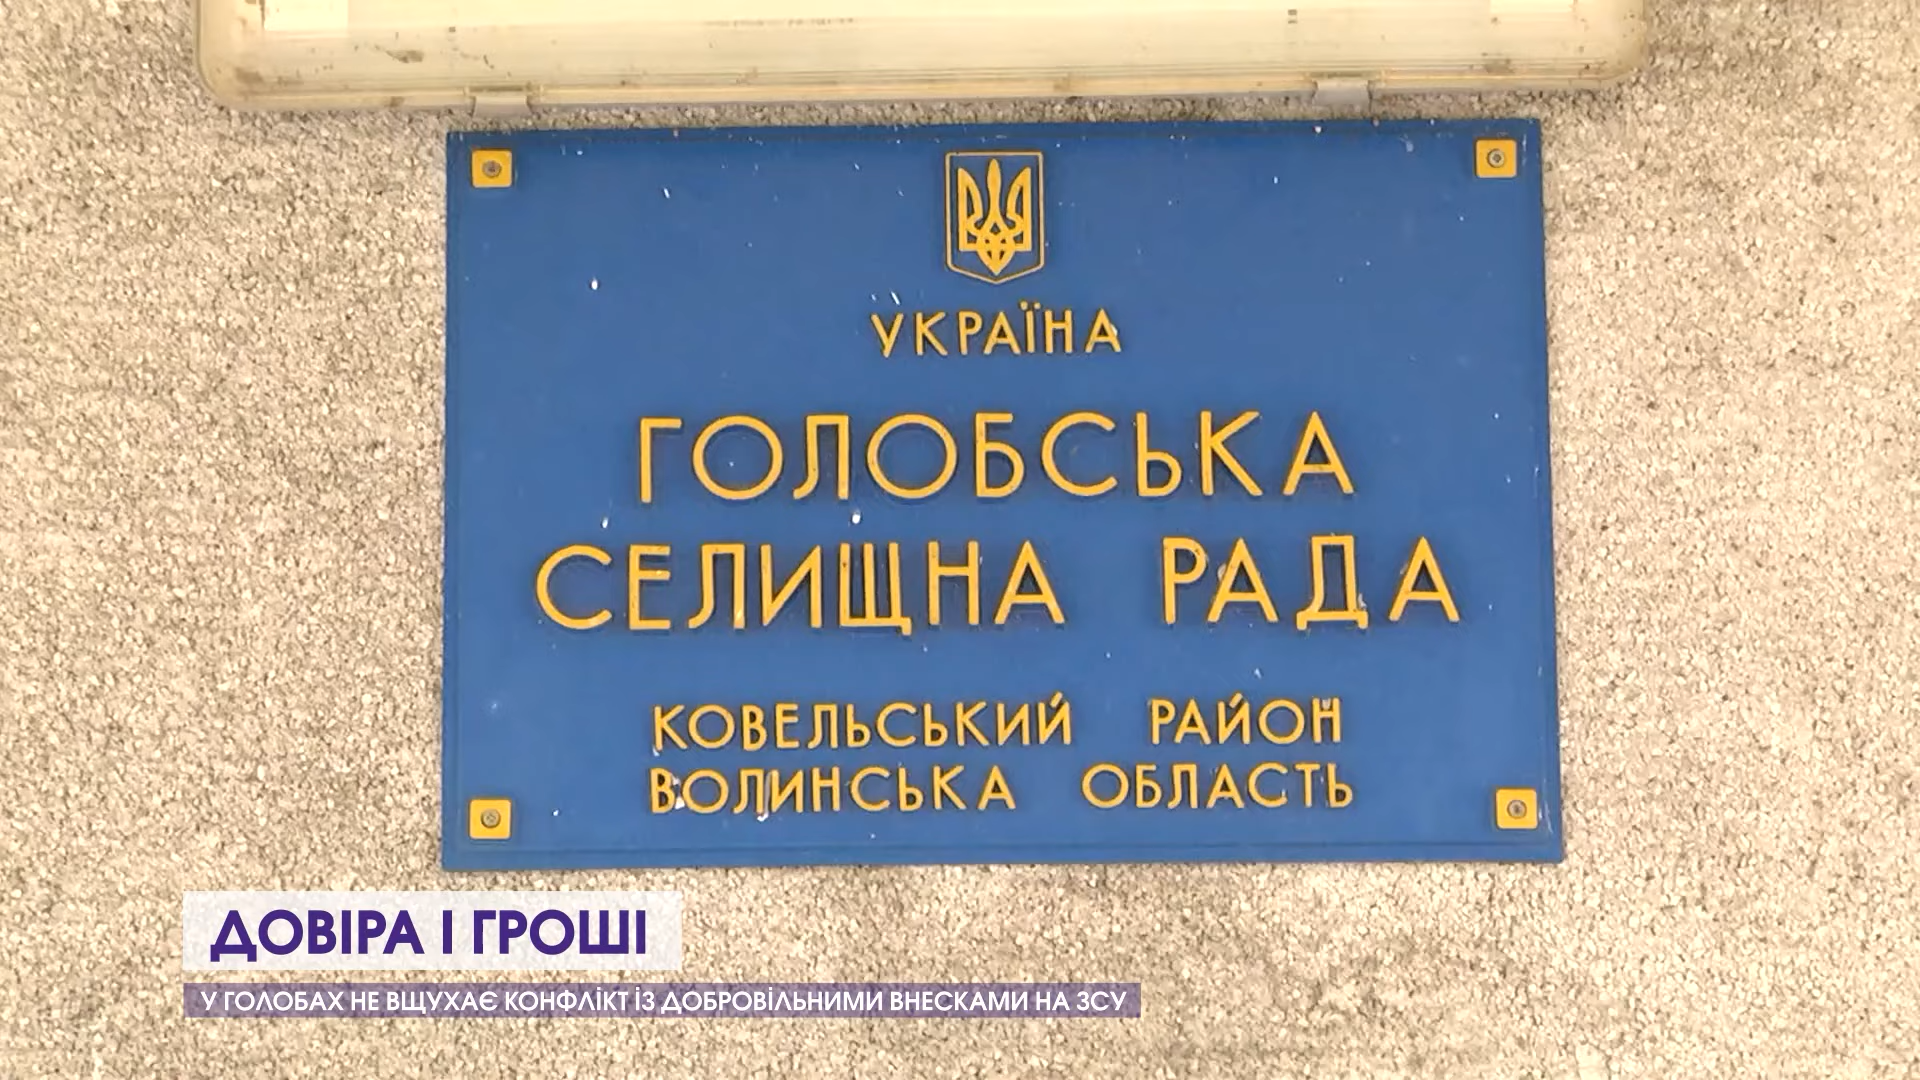 УКРАЇНА
ГОЛОБСЬКА
СЕЛИЩНА РАДА
КОВЕЛЬСЬКИЙ РАЙОН
ВОЛИНСЬКА ОБЛАСТЬ
ДОВІРА І ГРОШІ
У ГОЛОБАХ НЕ ВЩУХАЄ КОНФЛІКТ ІЗ ДОБРОВІЛЬНИМИ ВНЕСКАМИ НА ЗСУ